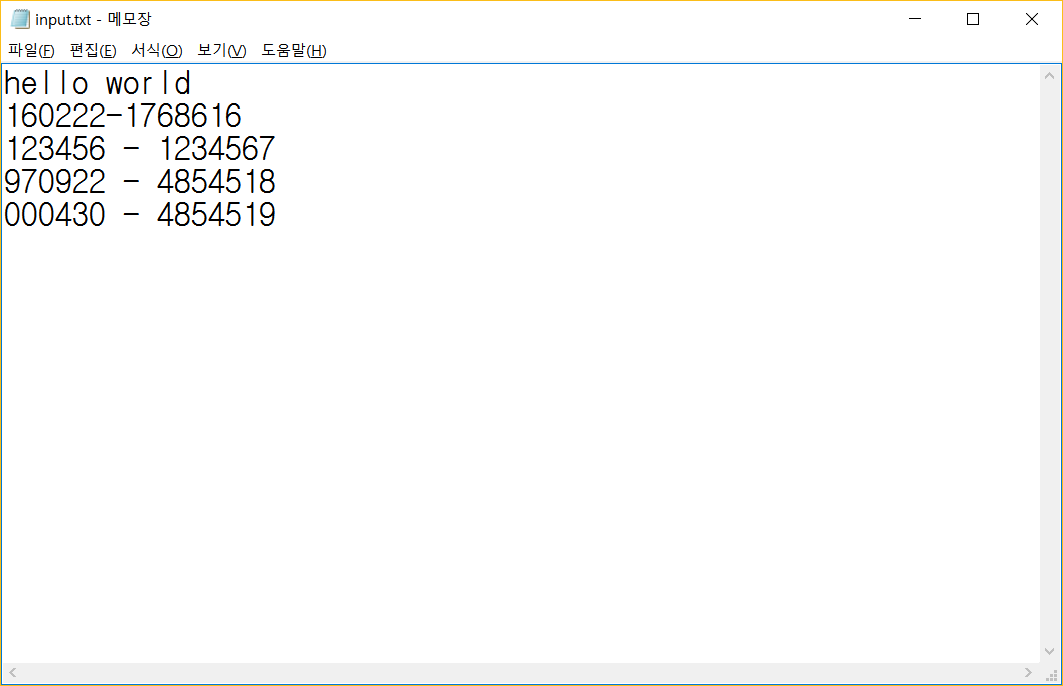 input.txt - 메모장
파일(F) 편집(E) 서식(O) 보기(V) 도움말(H)
hello world
160222-1768616
123456 - 1234567
970922 - 4854518
000430 - 4854519